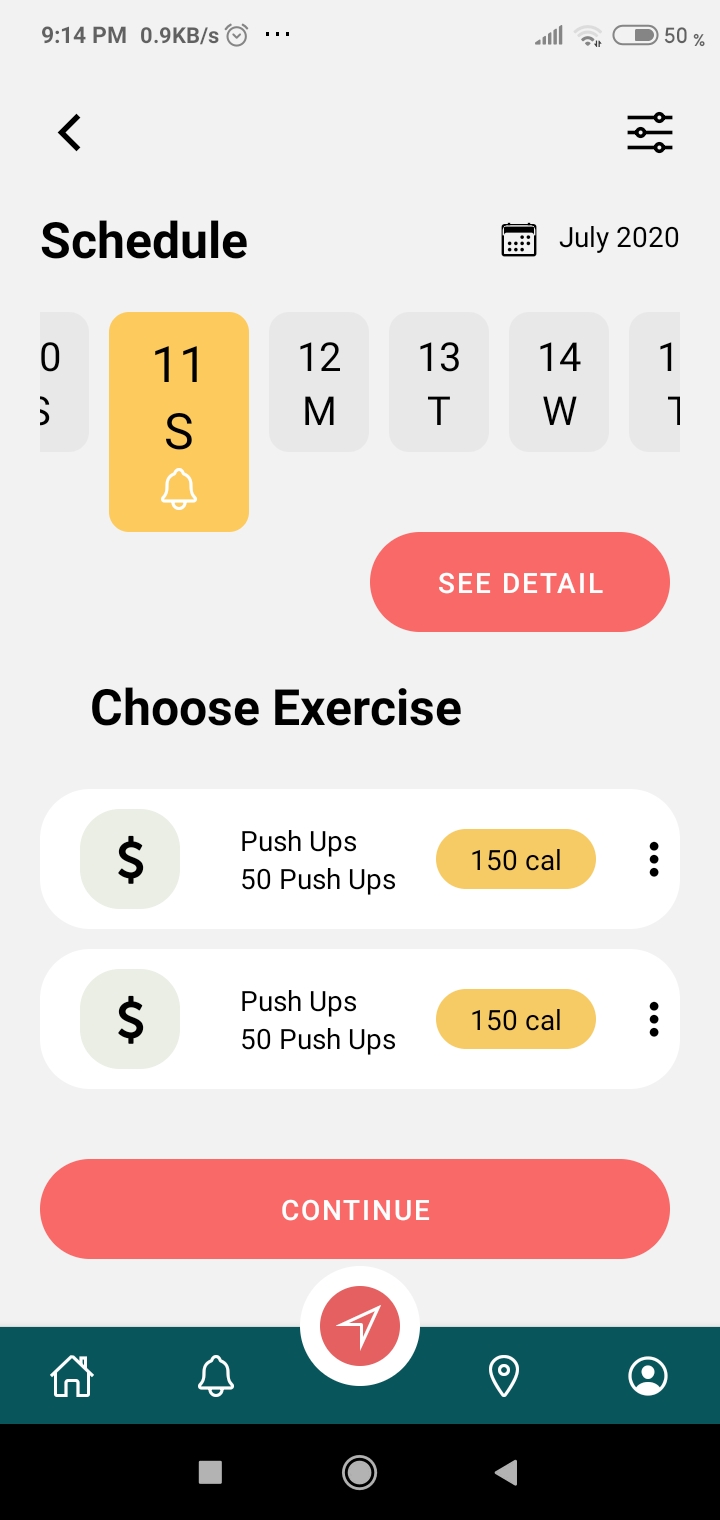 9:14 PM 0.9KB/s ... 50 %
Schedule
July 2020
0 11 12 13 14 1
S S M T W T
SEE DETAIL
Choose Exercise
$
Push Ups
50 Push Ups
150 cal
$
Push Ups
50 Push Ups
150 cal
CONTINUE